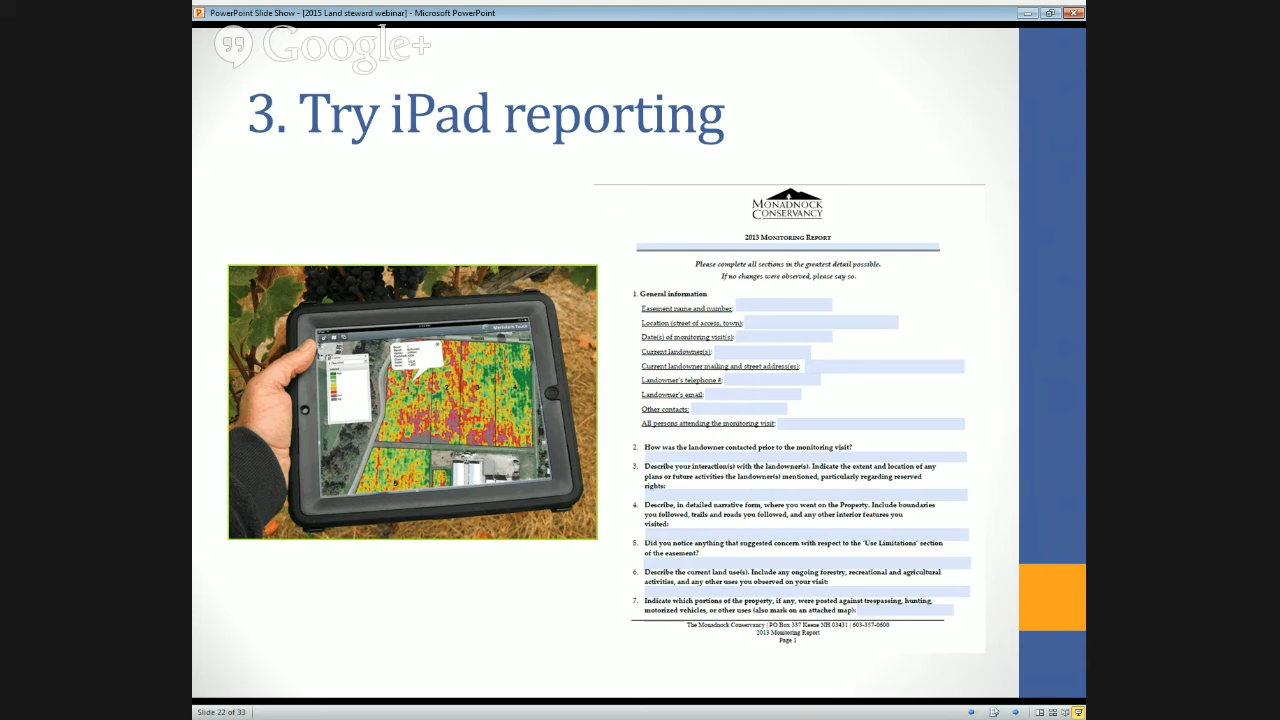 PowerPoint Slide Show - [2015 Land steward webinar] - Microsoft PowerPoint
Google+
3. Try iPad reporting
MONADNOCK
CONSERVANCY
2013 MONITORING REPORT
Please complete all sections in the greatest detail possible.
If no changes were observed, please say so.
1. General information
Easement name and number:
Location (street of access, town):
Date(s) of monitoring visit(s):
Current landowner(s):
Current landowner mailing and street address(es):
Landowner's telephone #:
Landowner's email:
Other contacts:
All persons attending the monitoring visit:
2. How was the landowner contacted prior to the monitoring visit?
3. Describe your interaction(s) with the landowner(s). Indicate the extent and location of any
plans or future activities the landowner(s) mentioned, particularly regarding reserved
rights:
4. Describe, in detailed narrative form, where you went on the Property. Include boundaries
you followed, trails and roads you followed, and any other interior features you
visited:
5. Did you notice anything that suggested concern with respect to the 'Use Limitations' section
of the easement?
6. Describe the current land use(s). Include any ongoing forestry, recreational and agricultural
activities, and any other uses you observed on your visit:
7. Indicate which portions of the property, if any, were posted against trespassing, hunting,
motorized vehicles, or other uses (also mark on an attached map):
The Monadnock Conservancy | PO Box 337 Keene NH 03431 | 603-357-0600
2013 Monitoring Report
Page 1
Slide 22 of 33